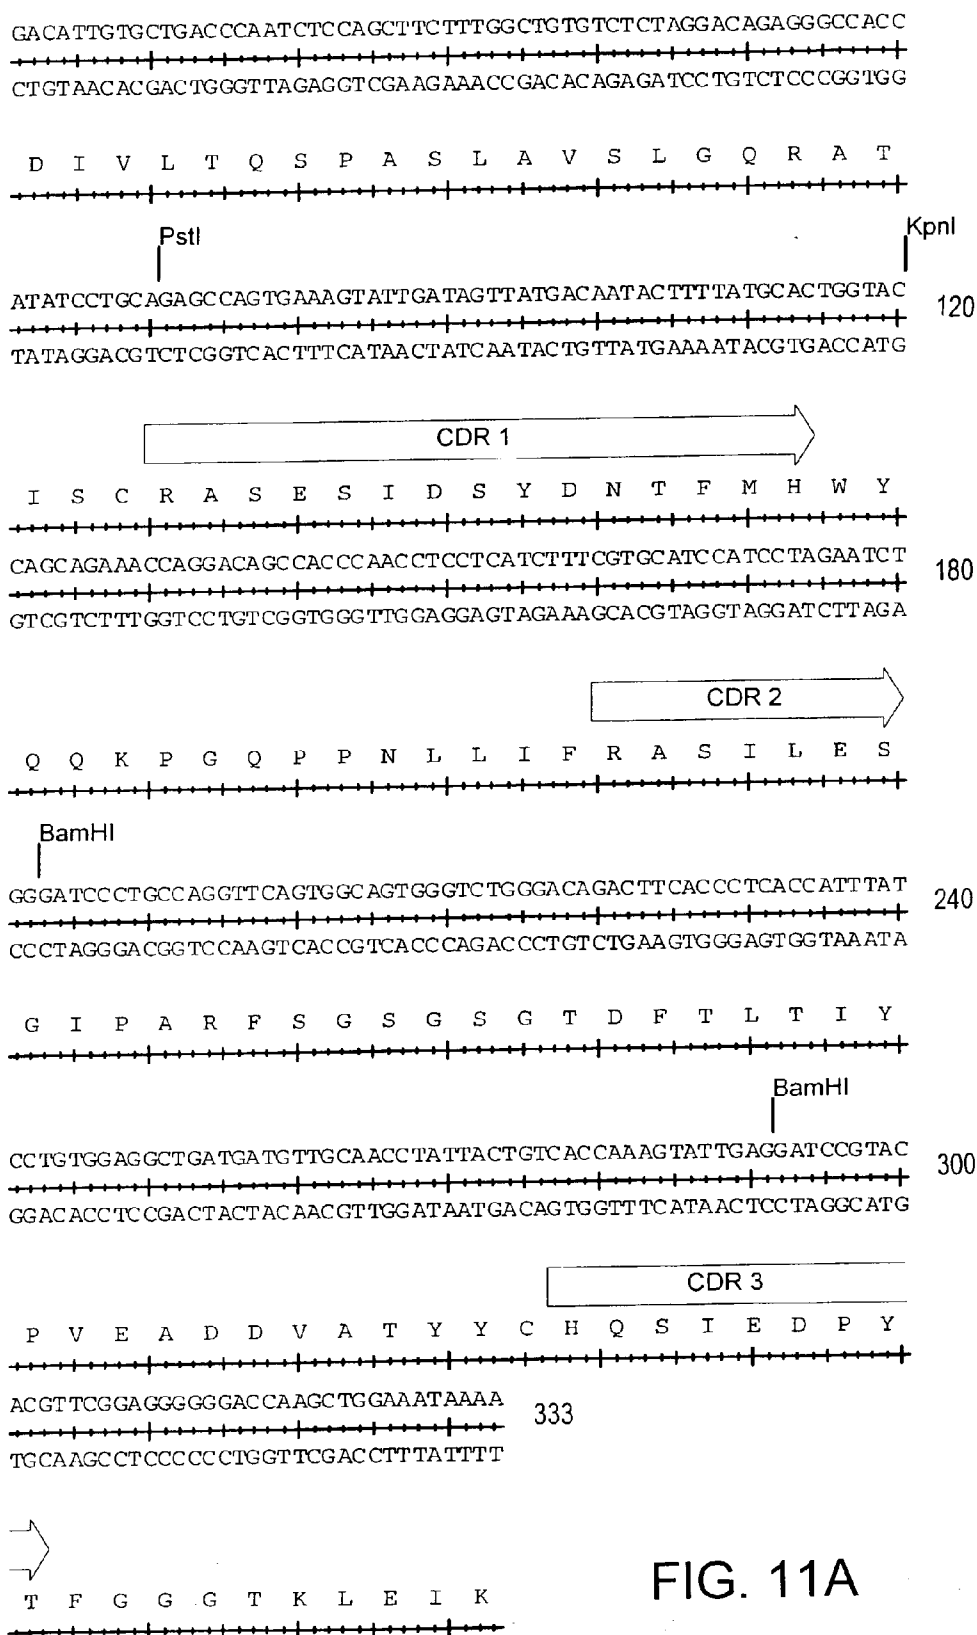 GACATTGTGCTGACCCAATCTCCAGCTTCTTTGGCTGTGTCTCTAGGACAGAGGGCCACC
CTGTAACACGACTGGGTTAGAGGTCGAAGAAACCGACACAGAGATCCTGTCTCCCGGTGG
D I V L T Q S P A S L A V S L G Q R A T
PstI KpnI
ATATCCTGCAGAGCCAGTGAAAGTATTGATAGTTATGACAATACTTTTATGCACTGGTAC 120
TATAGGACGTCTCGGTCACTTTCATAACTATCAATACTGTTATGAAAATACGTGACCATG
CDR 1
I S C R A S E S I D S Y D N T F M H W Y
CAGCAGAAACCAGGACAGCCACCCAACCTCCTCATCTTTCGTGCATCCATCCTAGAATCT 180
GTCGTCTTTGGTCCTGTCGGTGGGTTGGAGGAGTAGAAAGCACGTAGGTAGGATCTTAGA
CDR 2
Q Q K P G Q P P N L L I F R A S I L E S
BamHI
GGGATCCCTGCCAGGTTCAGTGGCAGTGGGTCTGGGACAGACTTCACCCTCACCATTTAT 240
CCCTAGGGACGGTCCAAGTCACCGTCACCCAGACCCTGTCTGAAGTGGGAGTGGTAAATA
G I P A R F S G S G S G T D F T L T I Y
BamHI
CCTGTGGAGGCTGATGATGTTGCAACCTATTACTGTCACCAAAGTATTGAGGATCCGTAC 300
GGACACCTCCGACTACTACAACGTTGGATAATGACAGTGGTTTCATAACTCCTAGGCATG
CDR 3
P V E A D D V A T Y Y C H Q S I E D P Y
ACGTTCGGAGGGGGGACCAAGCTGGAAATAAAA 333
TGCAAGCCTCCCCCCTGGTTCGACCTTTATTTT
T F G G G T K L E I K
FIG. 11A